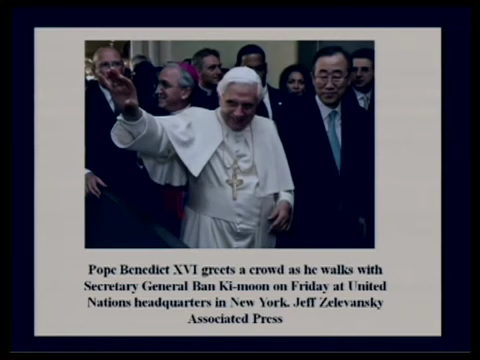 Pope Benedict XVI greets a crowd as he walks with
Secretary General Ban Ki-moon on Friday at United
Nations headquarters in New York. Jeff Zelevansky
Associated Press